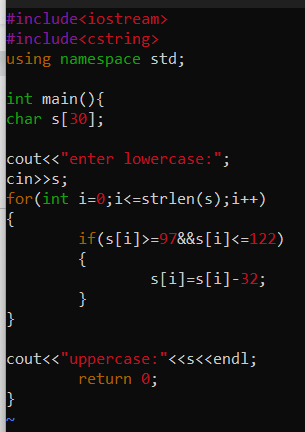 #include<iostream>
#include<cstring>
using namespace std;

int main(){
char s[30];

cout<<"enter lowercase:";
cin>>s;
for(int i=0;i<=strlen(s);i++)
{
        if(s[i]>=97&&s[i]<=122)
        {
                s[i]=s[i]-32;
        }
}

cout<<"uppercase:"<<s<<endl;
        return 0;
}
~